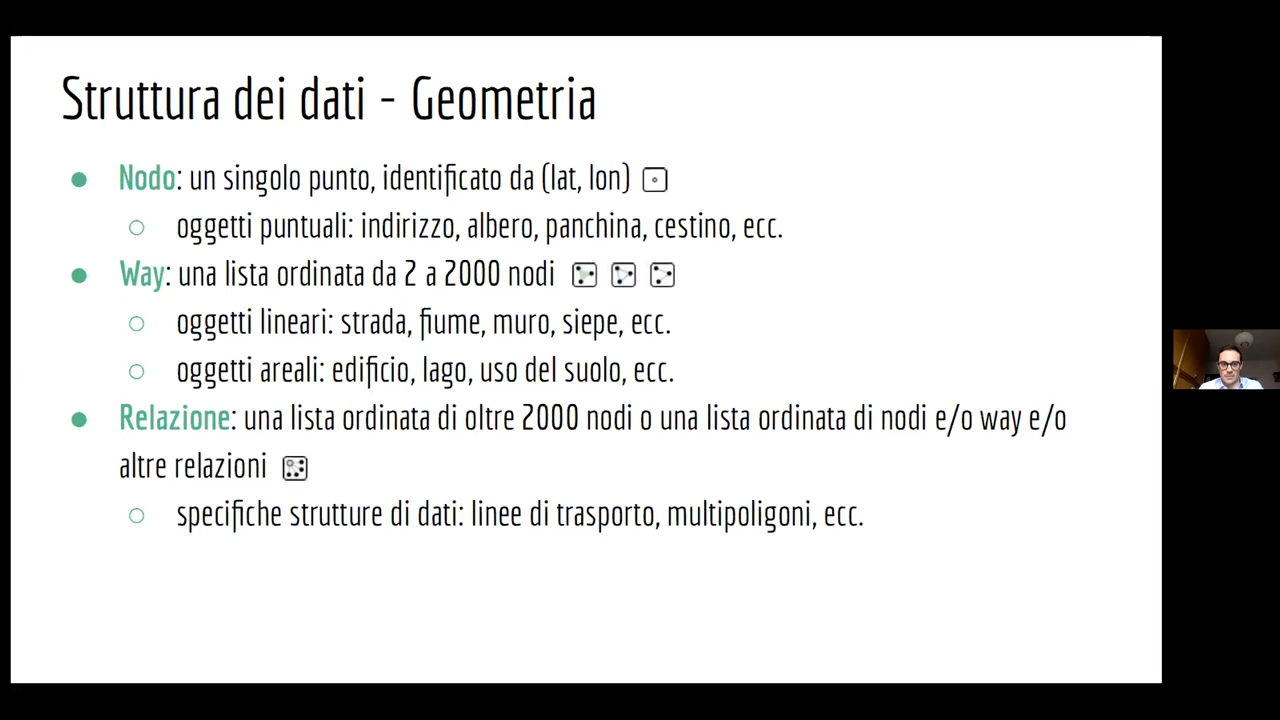 Struttura dei dati - Geometria
● Nodo: un singolo punto, identificato da (lat, lon)
○ oggetti puntuali: indirizzo, albero, panchina, cestino, ecc.
● Way: una lista ordinata da 2 a 2000 nodi
○ oggetti lineari: strada, fiume, muro, siepe, ecc.
○ oggetti areali: edificio, lago, uso del suolo, ecc.
● Relazione: una lista ordinata di oltre 2000 nodi o una lista ordinata di nodi e/o way e/o
altre relazioni
○ specifiche strutture di dati: linee di trasporto, multipoligoni, ecc.